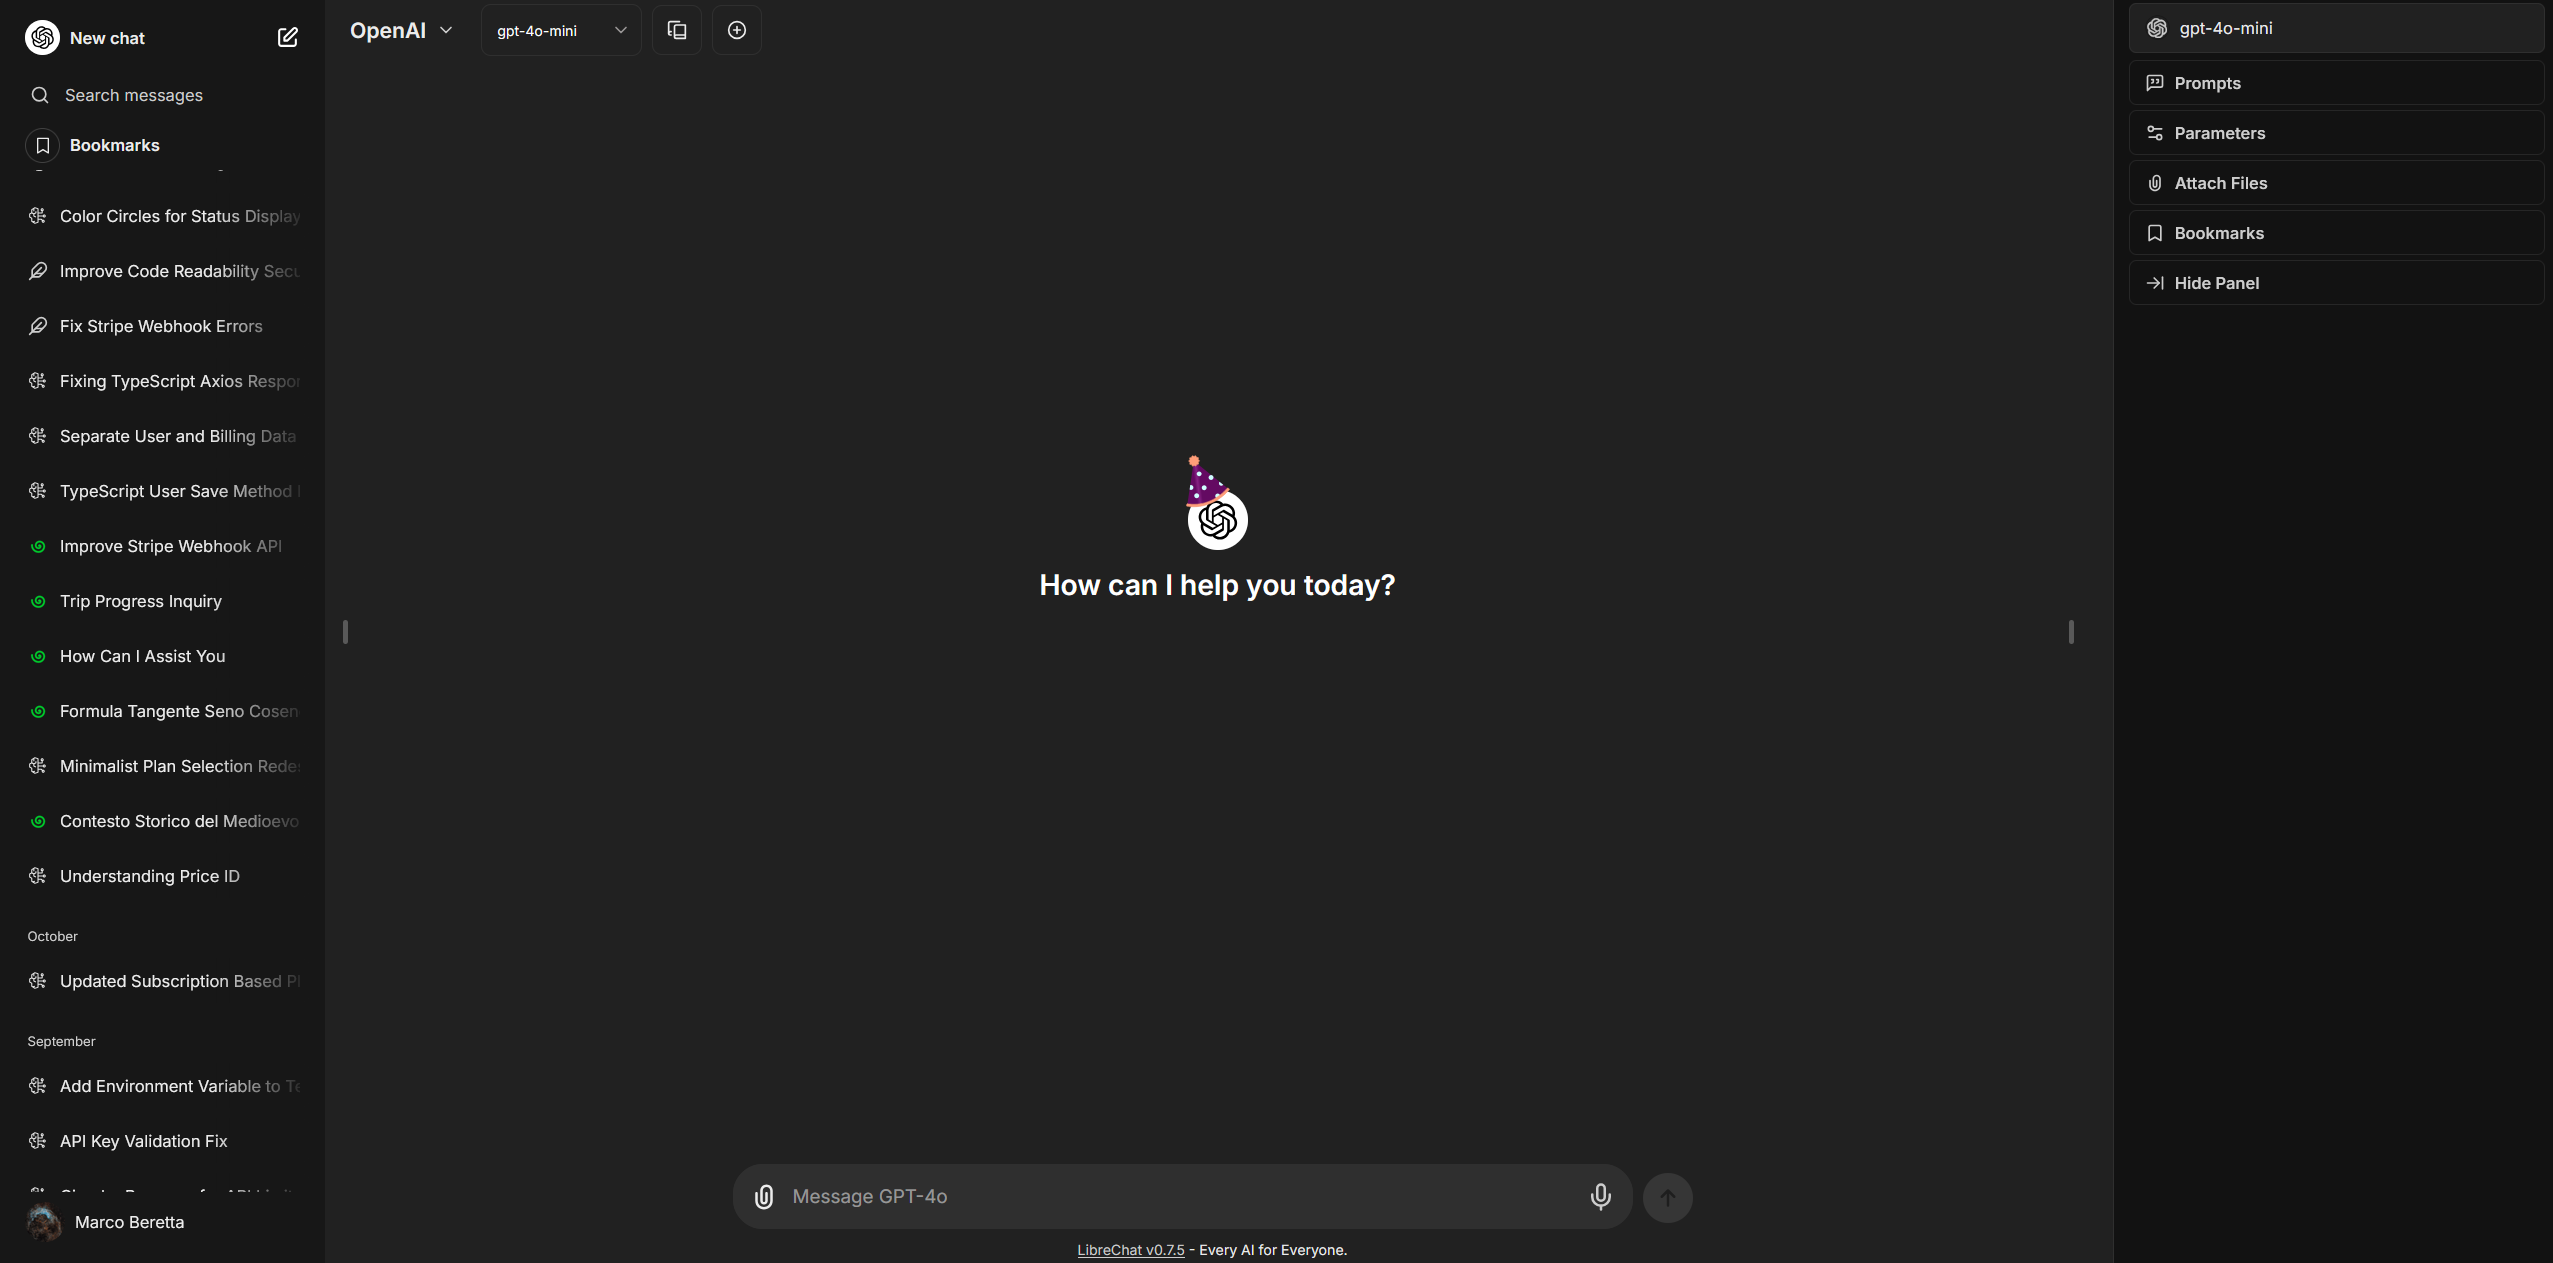 New chat
Search messages
Bookmarks
Color Circles for Status Display
Improve Code Readability Secu
Fix Stripe Webhook Errors
Fixing TypeScript Axios Respon
Separate User and Billing Data
TypeScript User Save Method
Improve Stripe Webhook API
Trip Progress Inquiry
How Can I Assist You
Formula Tangente Seno Cosen
Minimalist Plan Selection Redes
Contesto Storico del Medioevo
Understanding Price ID
October
Updated Subscription Based Pl
September
Add Environment Variable to Te
API Key Validation Fix
Marco Beretta
OpenAI
gpt-4o-mini
How can I help you today?
Message GPT-4o
LibreChat v0.7.5 - Every AI for Everyone.
gpt-4o-mini
Prompts
Parameters
Attach Files
Bookmarks
Hide Panel